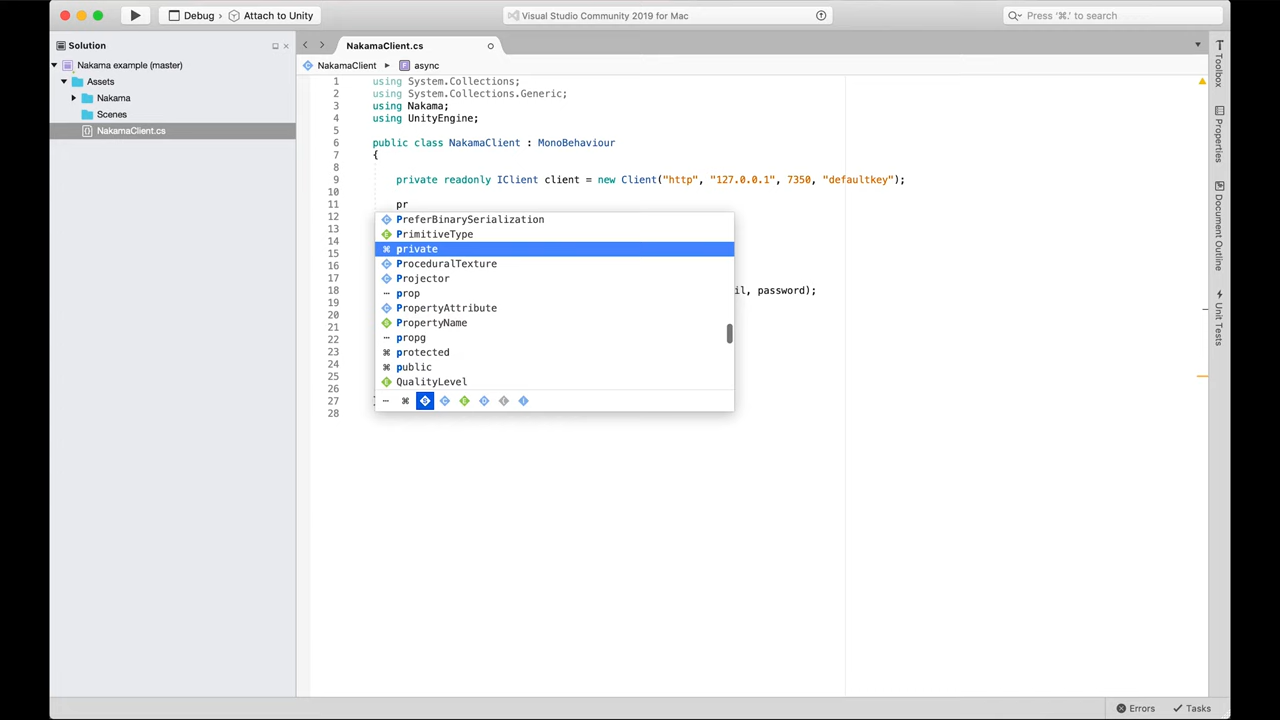 Debug › Attach to Unity
Visual Studio Community 2019 for Mac
Press '⌘.' to search
Solution
NakamaClient.cs
Nakama example (master)
NakamaClient ▸ async
Assets
Nakama
Scenes
NakamaClient.cs
1 using System.Collections;
2 using System.Collections.Generic;
3 using Nakama;
4 using UnityEngine;
5
6 public class NakamaClient : MonoBehaviour
7 {
8
9 private readonly IClient client = new Client("http", "127.0.0.1", 7350, "defaultkey");
10
11 pr
12
13
14
15
16
17
18 il, password);
19
20
21
22
23
24
25
26
27
28
PreferBinarySerialization
PrimitiveType
private
ProceduralTexture
Projector
prop
PropertyAttribute
PropertyName
propg
protected
public
QualityLevel
Toolbox
Properties
Document Outline
Unit Tests
Errors
Tasks